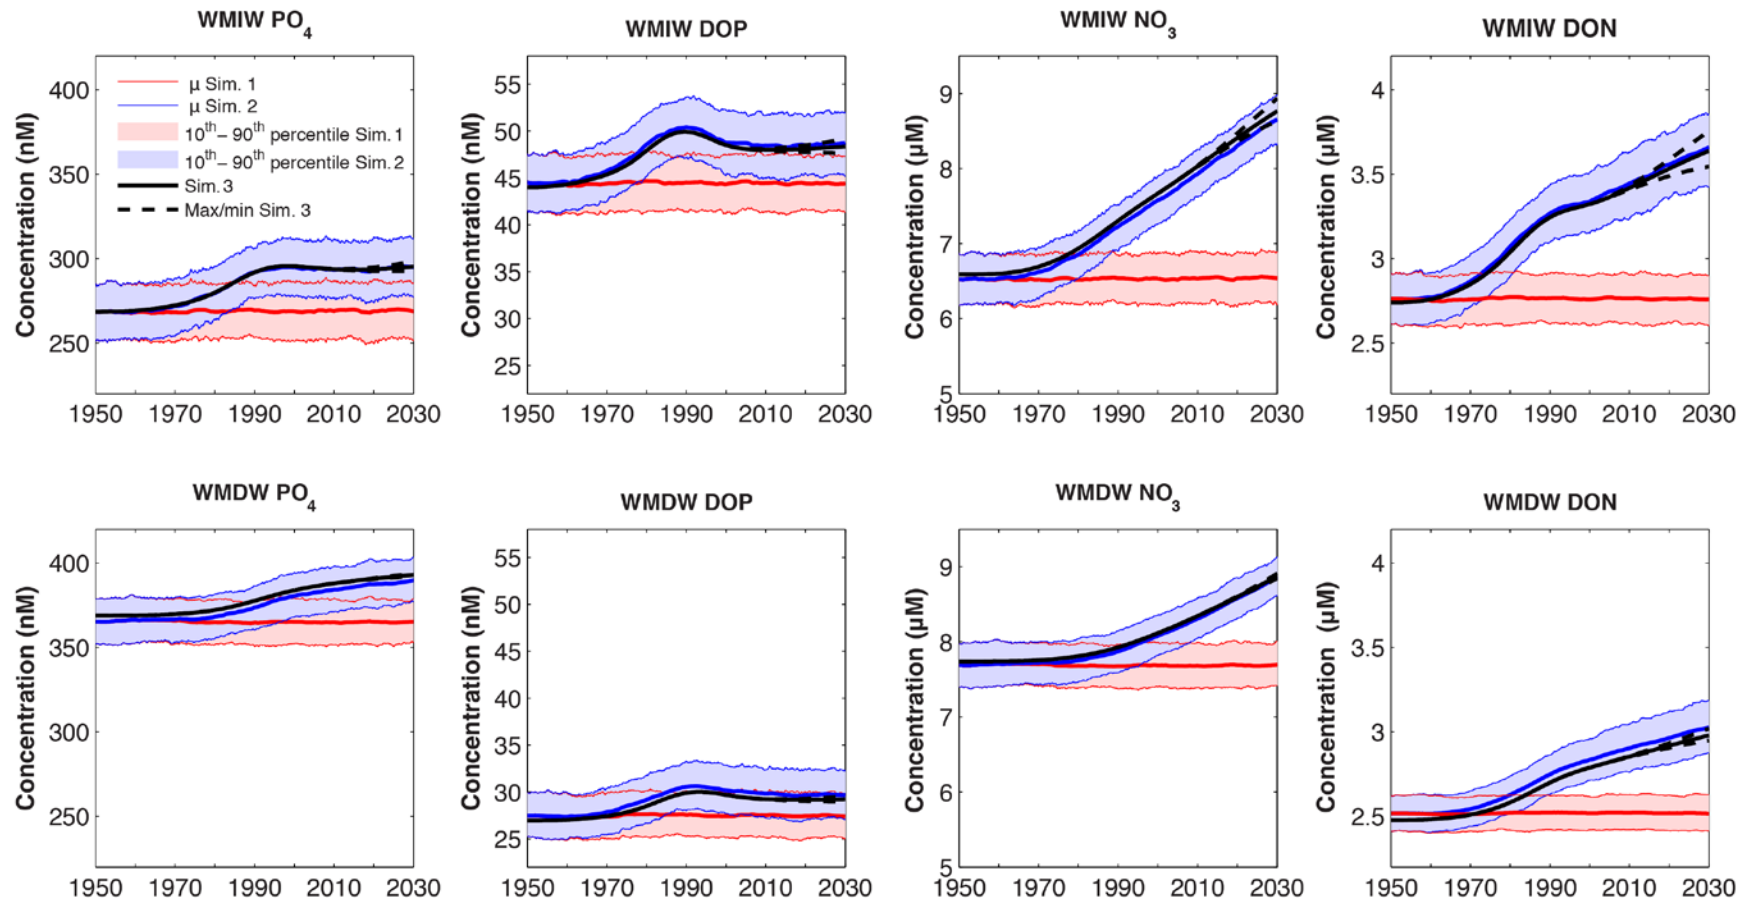 WMIW PO4
WMIW DOP
WMIW NO3
WMIW DON
Concentration (nM)
400
350
300
250
1950 1970 1990 2010 2030
μ Sim. 1
μ Sim. 2
10th– 90th percentile Sim.1
10th– 90th percentile Sim.2
Sim.3
Max/min Sim. 3
Concentration (nM)
55
50
45
40
35
30
25
1950 1970 1990 2010 2030
Concentration (μM)
9
8
7
6
5
1950 1970 1990 2010 2030
Concentration (μM)
4
3.5
3
2.5
1950 1970 1990 2010 2030
WMDW PO4
WMDW DOP
WMDW NO3
WMDW DON
Concentration (nM)
400
350
300
250
1950 1970 1990 2010 2030
Concentration (nM)
55
50
45
40
35
30
25
1950 1970 1990 2010 2030
Concentration (μM)
9
8
7
6
5
1950 1970 1990 2010 2030
Concentration (μM)
4
3.5
3
2.5
1950 1970 1990 2010 2030